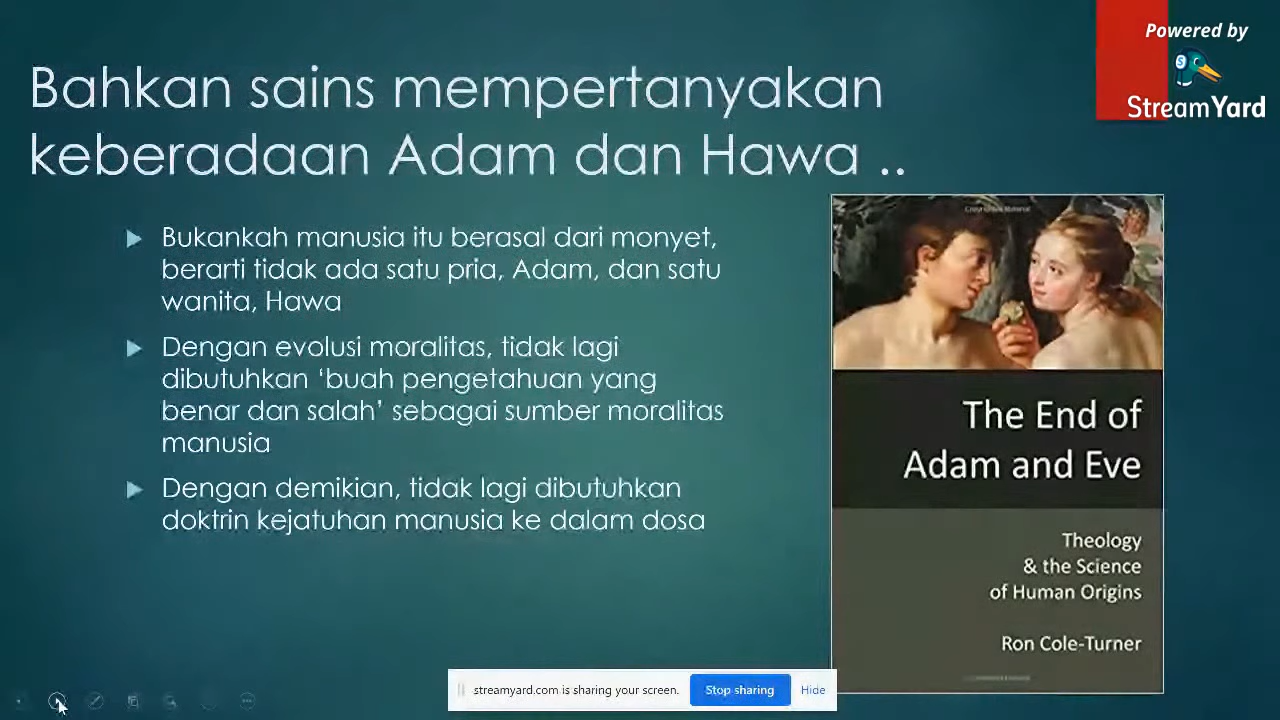 Powered by
StreamYard
Bahkan sains mempertanyakan
keberadaan Adam dan Hawa ..
Bukankah manusia itu berasal dari monyet,
berarti tidak ada satu pria, Adam, dan satu
wanita, Hawa
Dengan evolusi moralitas, tidak lagi
dibutuhkan ‘buah pengetahuan yang
benar dan salah’ sebagai sumber moralitas
manusia
Dengan demikian, tidak lagi dibutuhkan
doktrin kejatuhan manusia ke dalam dosa
The End of
Adam and Eve
Theology
& the Science
of Human Origins
Ron Cole-Turner
streamyard.com is sharing your screen.
Stop sharing
Hide